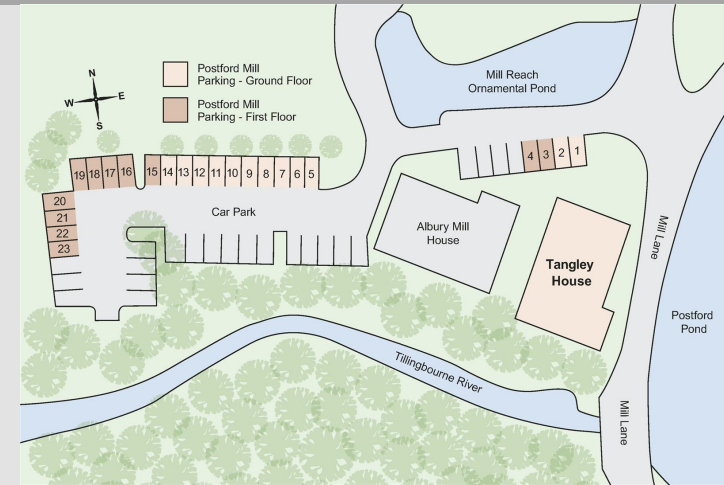 N
W
E
S
Postford Mill
Parking - Ground Floor
Postford Mill
Parking - First Floor
Mill Reach
Ornamental Pond
4 3 2 1
19 18 17 16 15 14 13 12 11 10 9 8 7 6 5
20
21
22
23
Car Park
Albury Mill
House
Tangley
House
Mill Lane
Postford
Pond
Tillingbourne River
Mill Lane